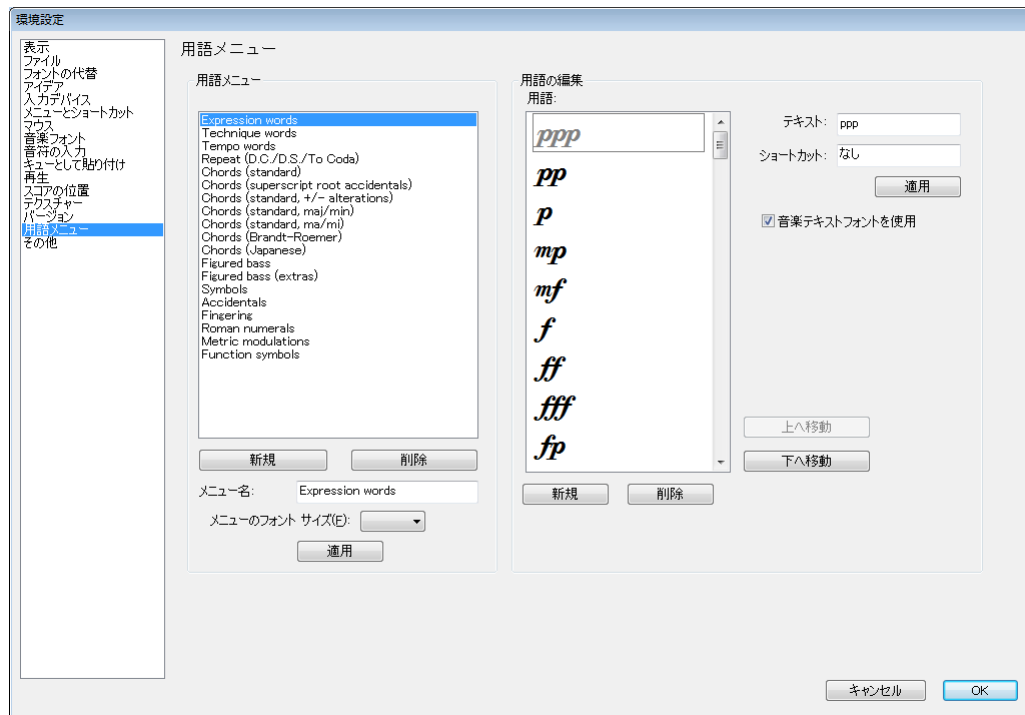 環境設定
表示
ファイル
フォントの代替
アイデア
入力デバイス
メニューとショートカット
マウス
音楽フォント
音符の入力
キューとして貼り付け
再生
スコアの位置
テクスチャー
バージョン
用語メニュー
その他
用語メニュー
用語メニュー
Expression words
Technique words
Tempo words
Repeat (D.C./D.S./To Coda)
Chords (standard)
Chords (superscript root accidentals)
Chords (standard, +/- alterations)
Chords (standard, maj/min)
Chords (standard, ma/mi)
Chords (Brandt-Roemer)
Chords (Japanese)
Figured bass
Figured bass (extras)
Symbols
Accidentals
Fingering
Roman numerals
Metric modulations
Function symbols
新規 削除
メニュー名: Expression words
メニューのフォント サイズ(F):
適用
用語の編集
用語:
ppp
pp
p
mp
mf
f
ff
fff
fp
新規 削除
テキスト: ppp
ショートカット: なし
適用
音楽テキストフォントを使用
上へ移動
下へ移動
キャンセル OK